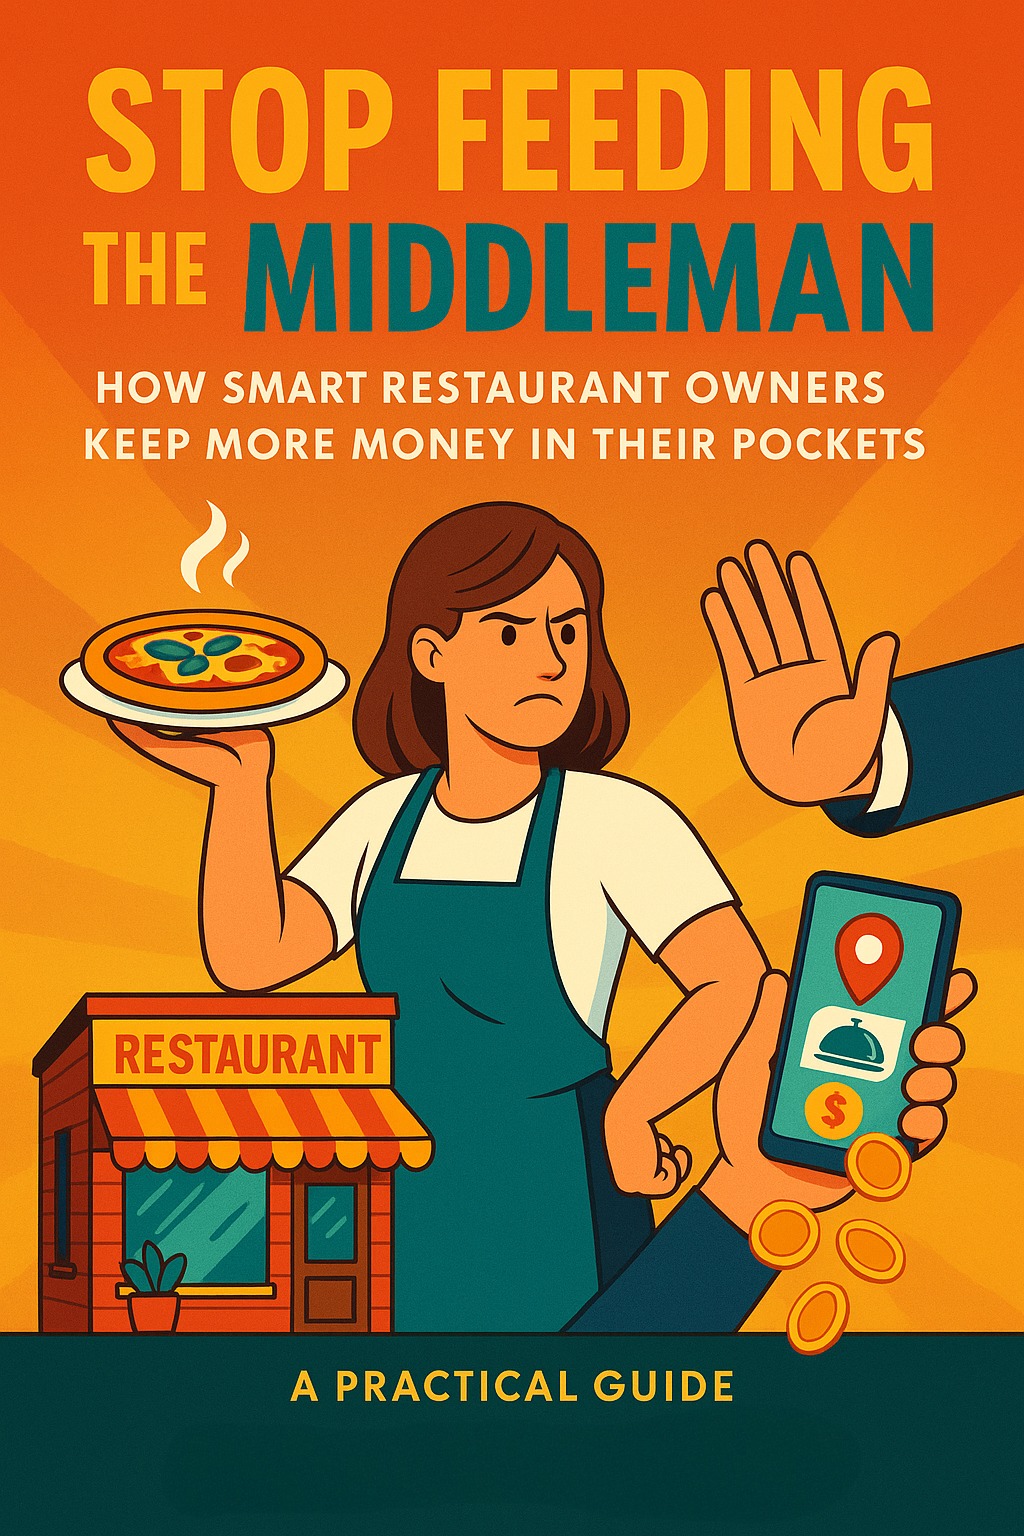 STOP FEEDING
THE MIDDLEMAN
HOW SMART RESTAURANT OWNERS
KEEP MORE MONEY IN THEIR POCKETS
RESTAURANT
$
A PRACTICAL GUIDE